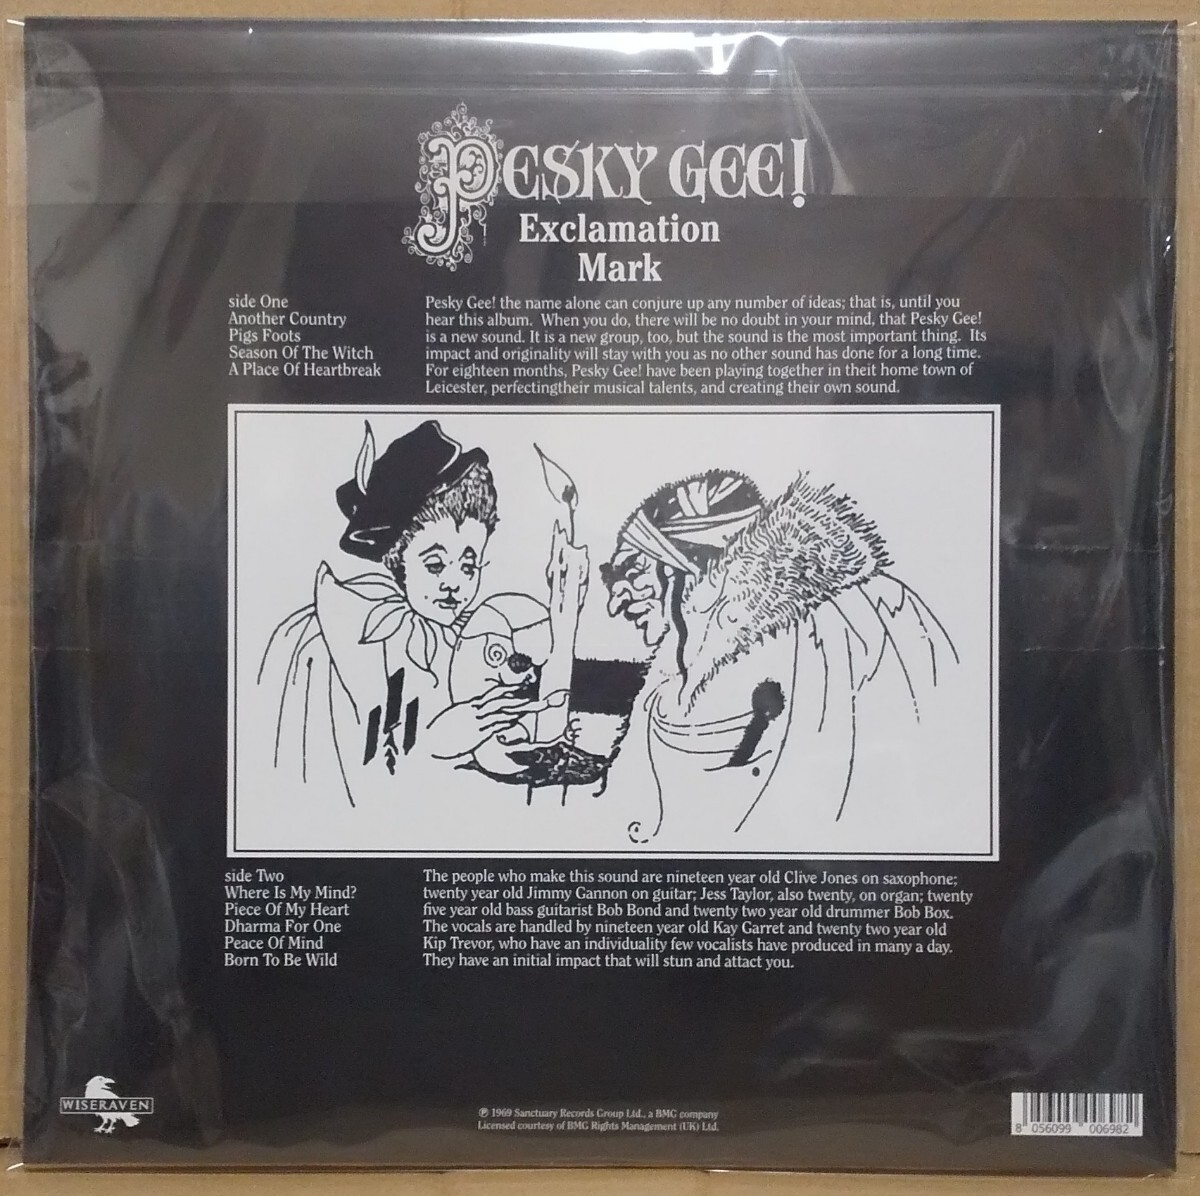 PESKY GEE!
Exclamation
Mark
side One
Another Country
Pigs Foots
Season Of The Witch
A Place Of Heartbreak
Pesky Gee! the name alone can conjure up any number of ideas; that is, until you
hear this album. When you do, there will be no doubt in your mind, that Pesky Gee!
is a new sound. It is a new group, too, but the sound is the most important thing. Its
impact and originality will stay with you as no other sound has done for a long time.
For eighteen months, Pesky Gee! have been playing together in theit home town of
Leicester, perfectingtheir musical talents, and creating their own sound.
side Two
Where Is My Mind?
Piece Of My Heart
Dharma For One
Peace Of Mind
Born To Be Wild
The people who make this sound are nineteen year old Clive Jones on saxophone;
twenty year old Jimmy Gannon on guitar; Jess Taylor, also twenty, on organ; twenty
five year old bass guitarist Bob Bond and twenty two year old drummer Bob Box.
The vocals are handled by nineteen year old Kay Garret and twenty two year old
Kip Trevor, who have an individuality few vocalists have produced in many a day.
They have an initial impact that will stun and attact you.
WISERAVEN
℗ 1969 Sanctuary Records Group Ltd., a BMG company
Licensed courtesy of BMG Rights Management (UK) Ltd.
8 056099 006982